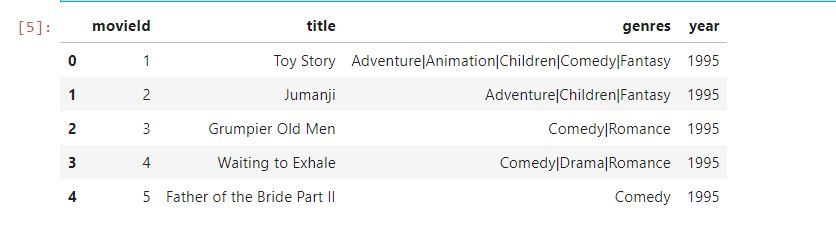 [5]: movieId title genres year
0 1 Toy Story Adventure|Animation|Children|Comedy|Fantasy 1995
1 2 Jumanji Adventure|Children|Fantasy 1995
2 3 Grumpier Old Men Comedy|Romance 1995
3 4 Waiting to Exhale Comedy|Drama|Romance 1995
4 5 Father of the Bride Part II Comedy 1995